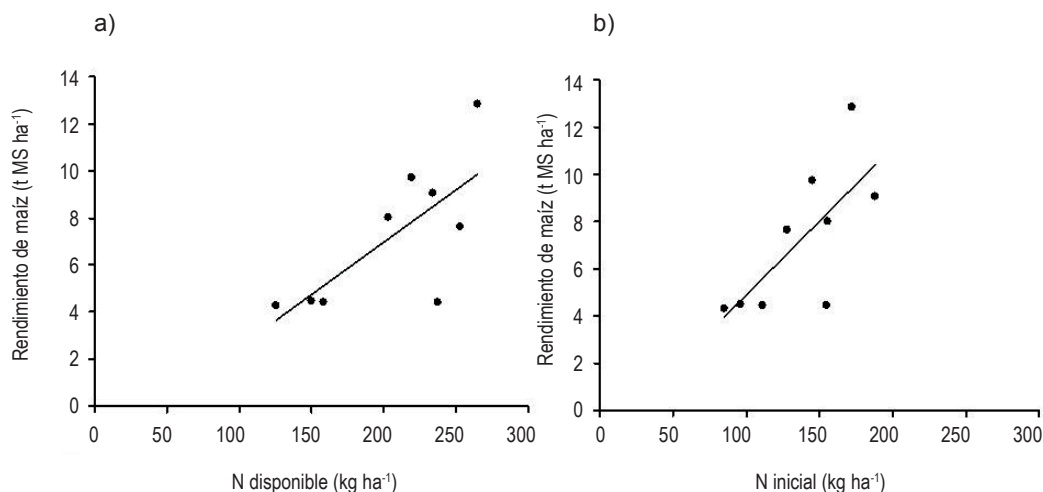 a)
Rendimiento de maíz (t MS ha⁻¹)
14
12
10
8
6
4
2
0
0 50 100 150 200 250 300
N disponible (kg ha⁻¹)
b)
Rendimiento de maíz (t MS ha⁻¹)
14
12
10
8
6
4
2
0
0 50 100 150 200 250 300
N inicial (kg ha⁻¹)